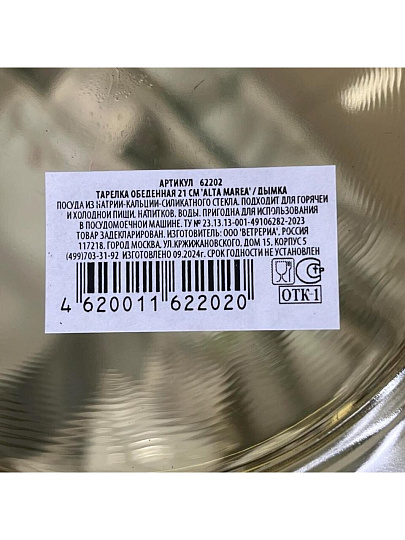 АРТИКУЛ 62202
ТАРЕЛКА ОБЕДЕННАЯ 21 СМ 'ALTA MAREA' / ДЫМКА
ПОСУДА ИЗ НАТРИИ-КАЛЬЦИИ-СИЛИКАТНОГО СТЕКЛА. ПОДХОДИТ ДЛЯ ГОРЯЧЕЙ
И ХОЛОДНОЙ ПИЩИ, НАПИТКОВ, ВОДЫ. ПРИГОДНА ДЛЯ ИСПОЛЬЗОВАНИЯ
В ПОСУДОМОЕЧНОЙ МАШИНЕ. ТУ № 23.13.13-001-49106282-2023
ТОВАР ЗАДЕКЛАРИРОВАН. ИЗГОТОВИТЕЛЬ: ООО "ВЕТРЕРИА", РОССИЯ
117218, ГОРОД МОСКВА, УЛ.КРЖИЖАНОВСКОГО, ДОМ 15, КОРПУС 5
(499)703-31-92 ИЗГОТОВЛЕНО 09.2024г. СРОК ГОДНОСТИ НЕ УСТАНОВЛЕН
4 620011 622020
ОТК-1